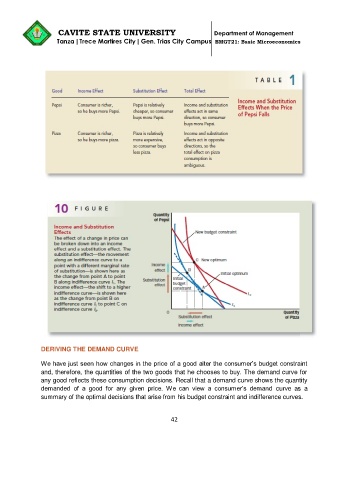 CAVITE STATE UNIVERSITY
Department of Management
Tanza |Trece Martires City| Gen. Trias City Campus
BMGT21: Basic Microeconomics
TABLE 1
Good Income Effect Substitution Effect Total Effect
Income and Substitution
Effects When the Price
of Pepsi Falls
Pepsi Consumer is richer, Pepsi is relatively Income and substitution
so he buys more Pepsi. cheaper, so consumer effects act in same
buys more Pepsi. direction, so consumer
buys more Pepsi.
Pizza Consumer is richer, Pizza is relatively Income and substitution
so he buys more pizza. more expensive, effects act in opposite
so consumer buys directions, so the
less pizza. total effect on pizza
consumption is
ambiguous.
10 FIGURE
Income and Substitution
Effects
The effect of a change in price can
be broken down into an income
effect and a substitution effect. The
substitution effect—the movement
along an indifference curve to a
point with a different marginal rate
of substitution—is shown here as
the change from point A to point
B along indifference curve I₁. The
income effect—the shift to a higher
indifference curve—is shown here
as the change from point B on
indifference curve I₁ to point C on
indifference curve I₂.
Quantity
of Pepsi
New budget constraint
C New optimum
Income
effect
B
Initial optimum
Substitution
effect
Initial
budget
constraint
A
I₂
I₁
0
Quantity
of Pizza
Substitution effect
Income effect
DERIVING THE DEMAND CURVE
We have just seen how changes in the price of a good alter the consumer's budget constraint
and, therefore, the quantities of the two goods that he chooses to buy. The demand curve for
any good reflects these consumption decisions. Recall that a demand curve shows the quantity
demanded of a good for any given price. We can view a consumer's demand curve as a
summary of the optimal decisions that arise from his budget constraint and indifference curves.
42